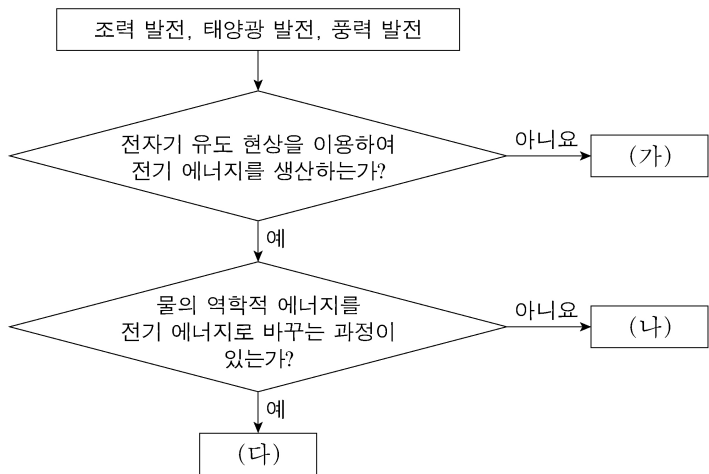 조력 발전, 태양광 발전, 풍력 발전
전자기 유도 현상을 이용하여
전기 에너지를 생산하는가?
아니요
(가)
예
물의 역학적 에너지를
전기 에너지로 바꾸는 과정이
있는가?
아니요
(나)
예
(다)